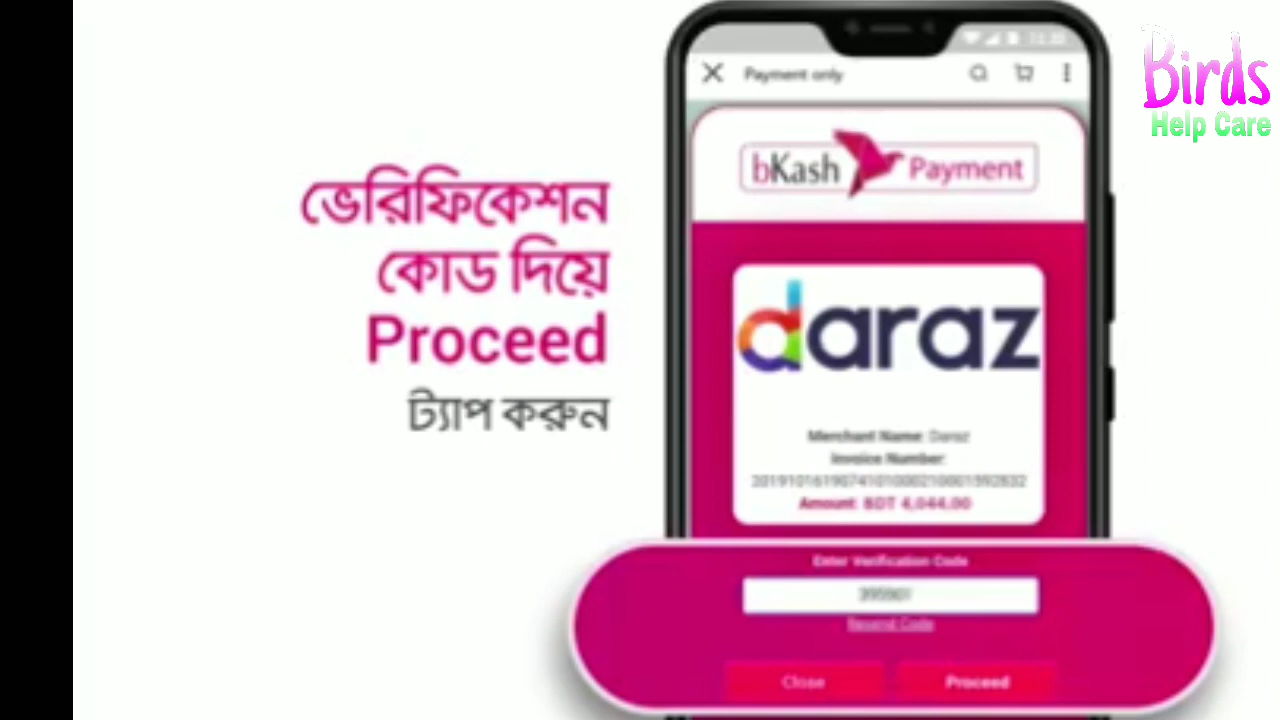 Birds
Help Care
Payment only
bKash Payment
ভেরিফিকেশন
কোড দিয়ে
Proceed
ট্যাপ করুন
daraz
Merchant Name: Daraz
Invoice Number:
Amount: BDT 4,044.00
Enter Verification Code
Resend Code
Close
Proceed